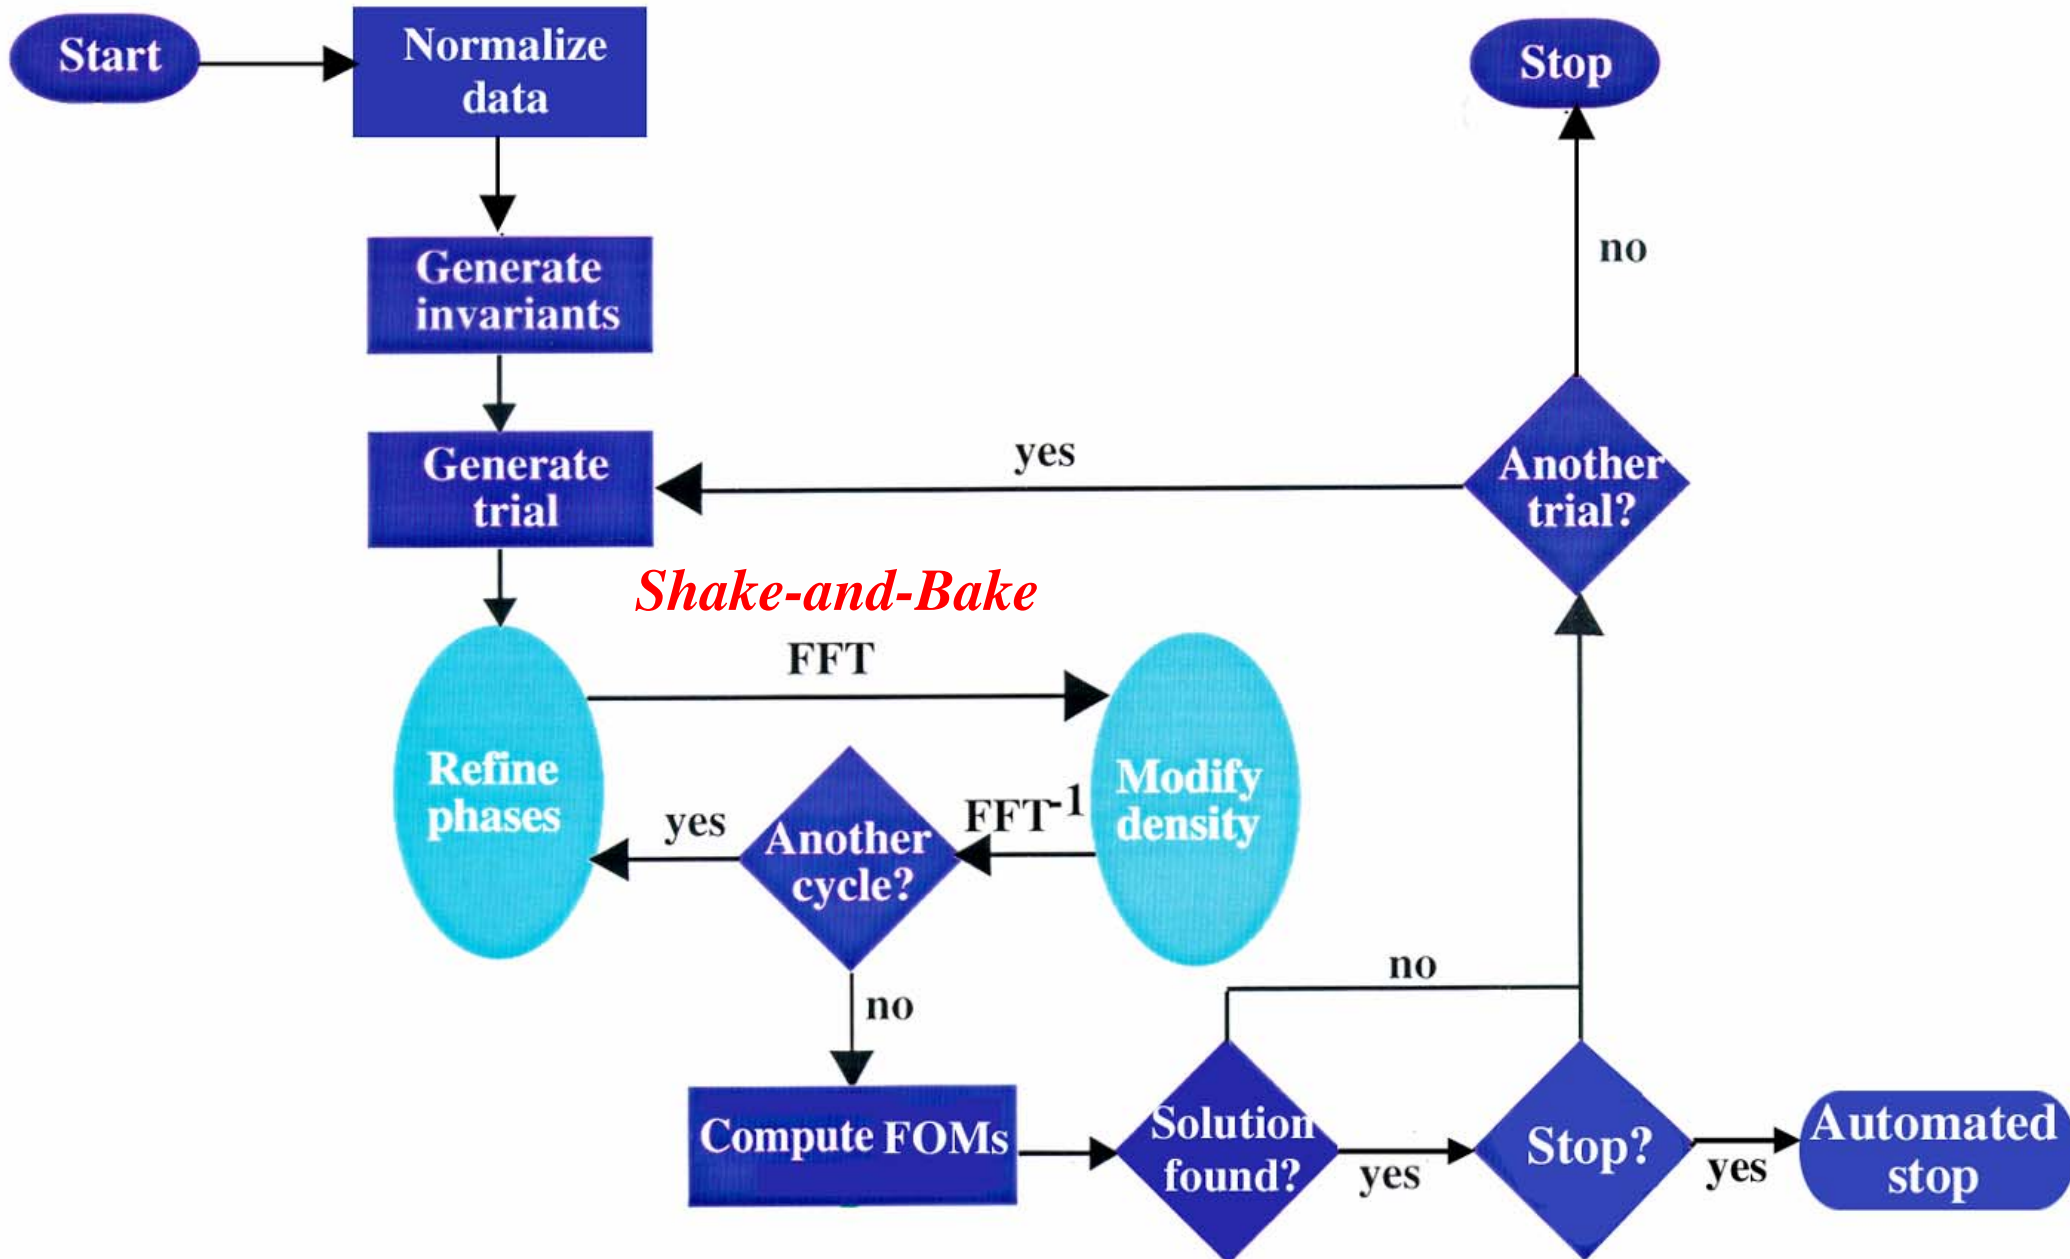 Start
Normalize
data
Stop
no
Generate
invariants
Generate
trial
yes
Another
trial?
Shake-and-Bake
FFT
Refine
phases
yes
Another
cycle?
FFT-1
Modify
density
no
no
Compute FOMs
Solution
found?
yes
Stop?
yes
Automated
stop